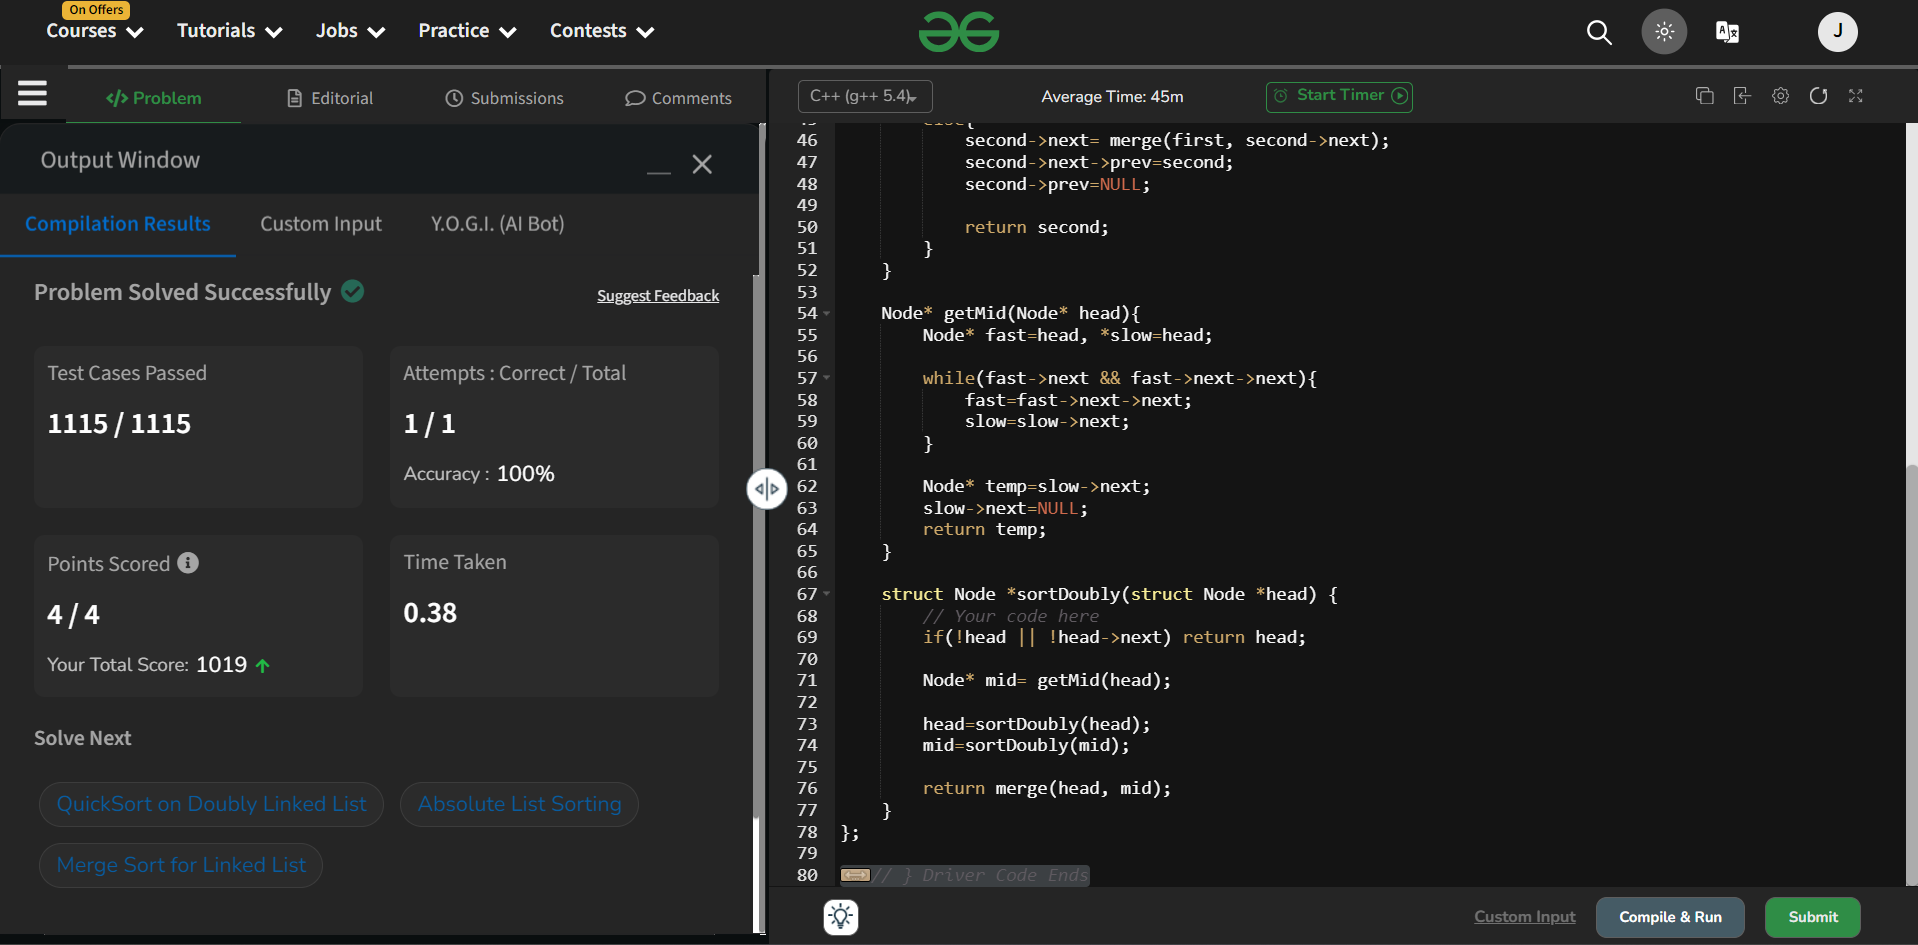 On Offers
Courses Tutorials Jobs Practice Contests
J
Problem Editorial Submissions Comments
C++ (g++ 5.4) Average Time: 45m Start Timer
Output Window
Compilation Results Custom Input Y.O.G.I. (AI Bot)
Problem Solved Successfully
Suggest Feedback
Test Cases Passed
1115 / 1115
Attempts : Correct / Total
1 / 1
Accuracy : 100%
Points Scored
4 / 4
Your Total Score: 1019
Time Taken
0.38
Solve Next
QuickSort on Doubly Linked List
Absolute List Sorting
Merge Sort for Linked List
45 else{
46 second->next= merge(first, second->next);
47 second->next->prev=second;
48 second->prev=NULL;
49
50 return second;
51 }
52 }
53
54 Node* getMid(Node* head){
55 Node* fast=head, *slow=head;
56
57 while(fast->next && fast->next->next){
58 fast=fast->next->next;
59 slow=slow->next;
60 }
61
62 Node* temp=slow->next;
63 slow->next=NULL;
64 return temp;
65 }
66
67 struct Node *sortDoubly(struct Node *head) {
68 // Your code here
69 if(!head || !head->next) return head;
70
71 Node* mid= getMid(head);
72
73 head=sortDoubly(head);
74 mid=sortDoubly(mid);
75
76 return merge(head, mid);
77 }
78 };
79
80 // } Driver Code Ends
Custom Input Compile & Run Submit